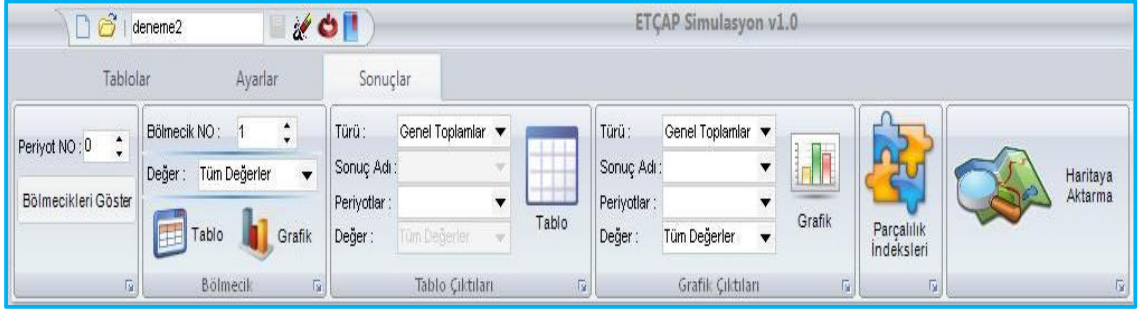 deneme2
ETÇAP Simulasyon v1.0
Tablolar
Ayarlar
Sonuçlar
Periyot NO : 0
Bölmecikleri Göster
Bölmecik NO : 1
Değer : Tüm Değerler
Tablo
Grafik
Bölmecik
Türü : Genel Toplamlar
Sonuç Adı :
Periyotlar :
Değer : Tüm Değerler
Tablo
Tablo Çıktıları
Türü : Genel Toplamlar
Sonuç Adı :
Periyotlar :
Değer : Tüm Değerler
Grafik
Grafik Çıktıları
Parçalılık
İndeksleri
Haritaya
Aktarma